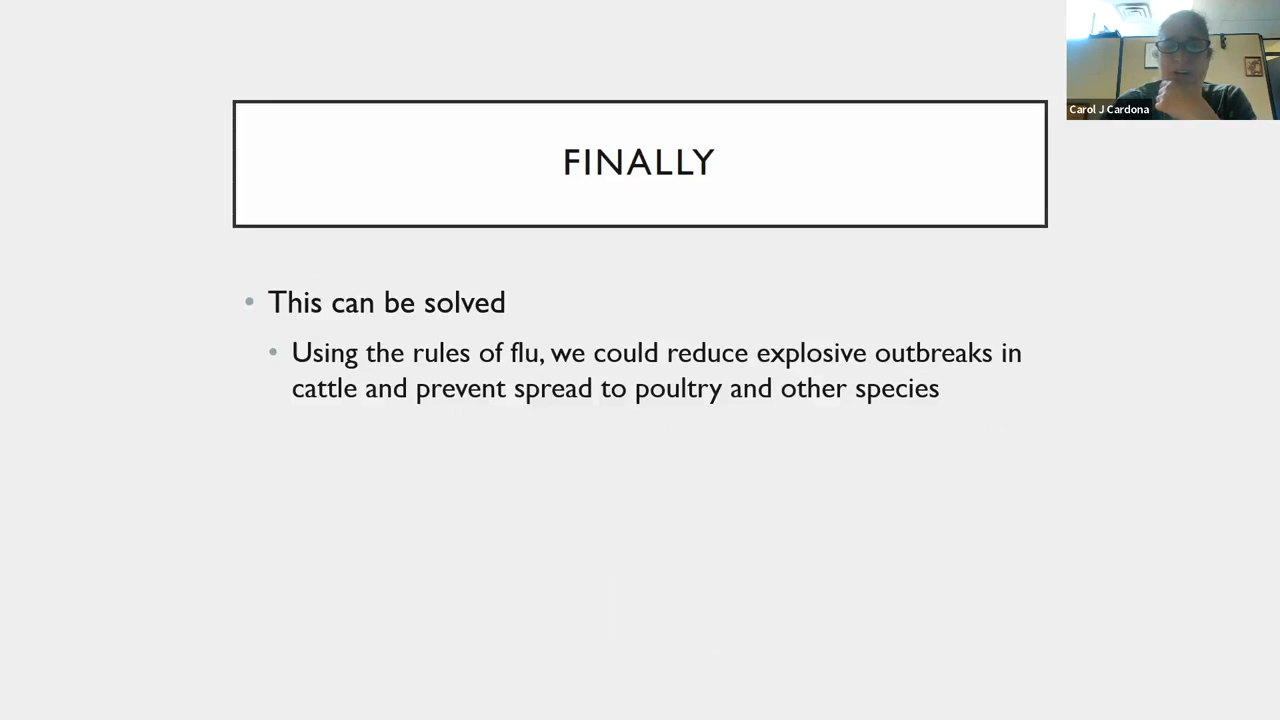 Carol J Cardona
FINALLY
• This can be solved
• Using the rules of flu, we could reduce explosive outbreaks in
cattle and prevent spread to poultry and other species